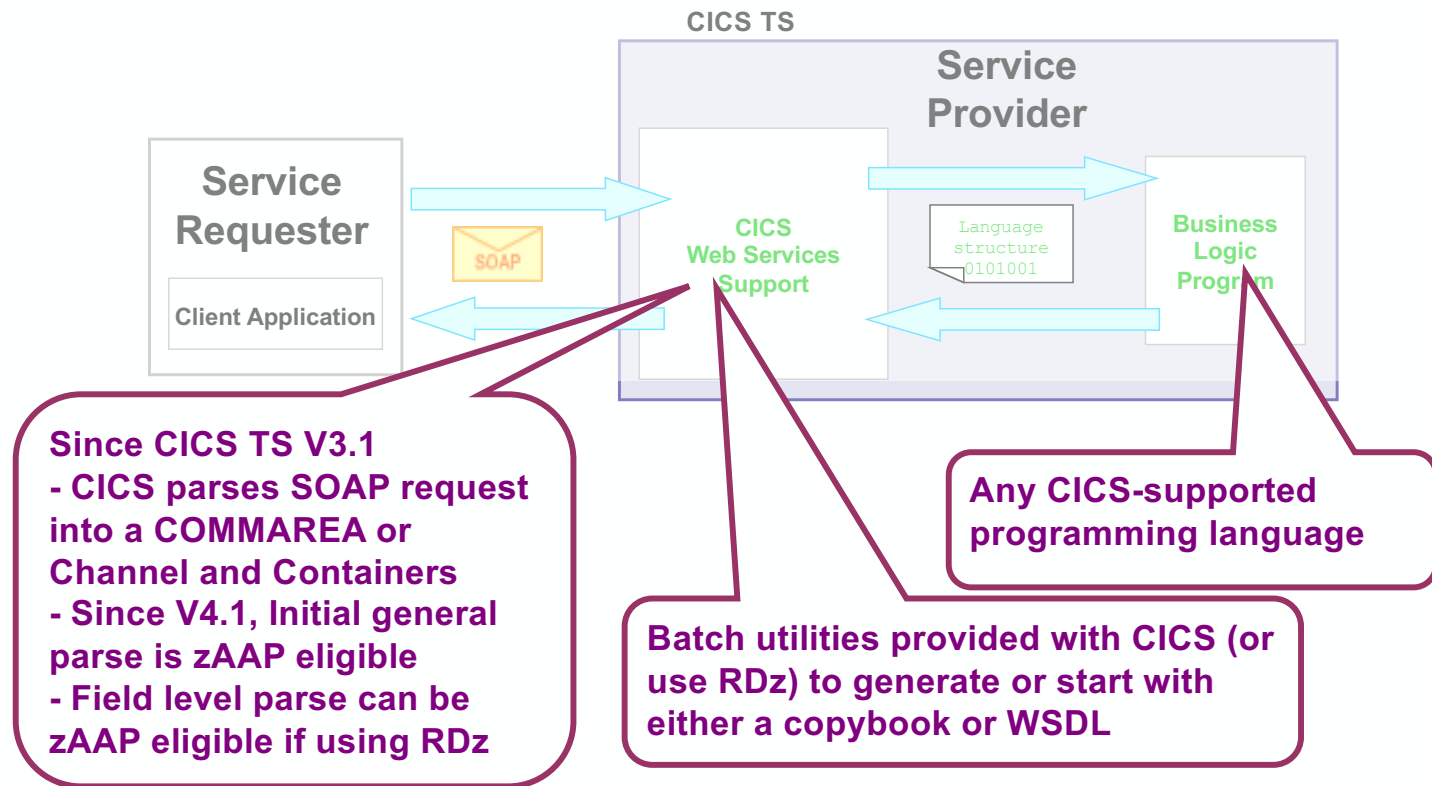 CICS TS
Service
Provider
Service
Requester
Client Application
SOAP
CICS
Web Services
Support
Language
structure
0101001
Business
Logic
Program
Since CICS TS V3.1
- CICS parses SOAP request
into a COMMAREA or
Channel and Containers
- Since V4.1, Initial general
parse is zAAP eligible
- Field level parse can be
zAAP eligible if using RDz
Batch utilities provided with CICS (or
use RDz) to generate or start with
either a copybook or WSDL
Any CICS-supported
programming language